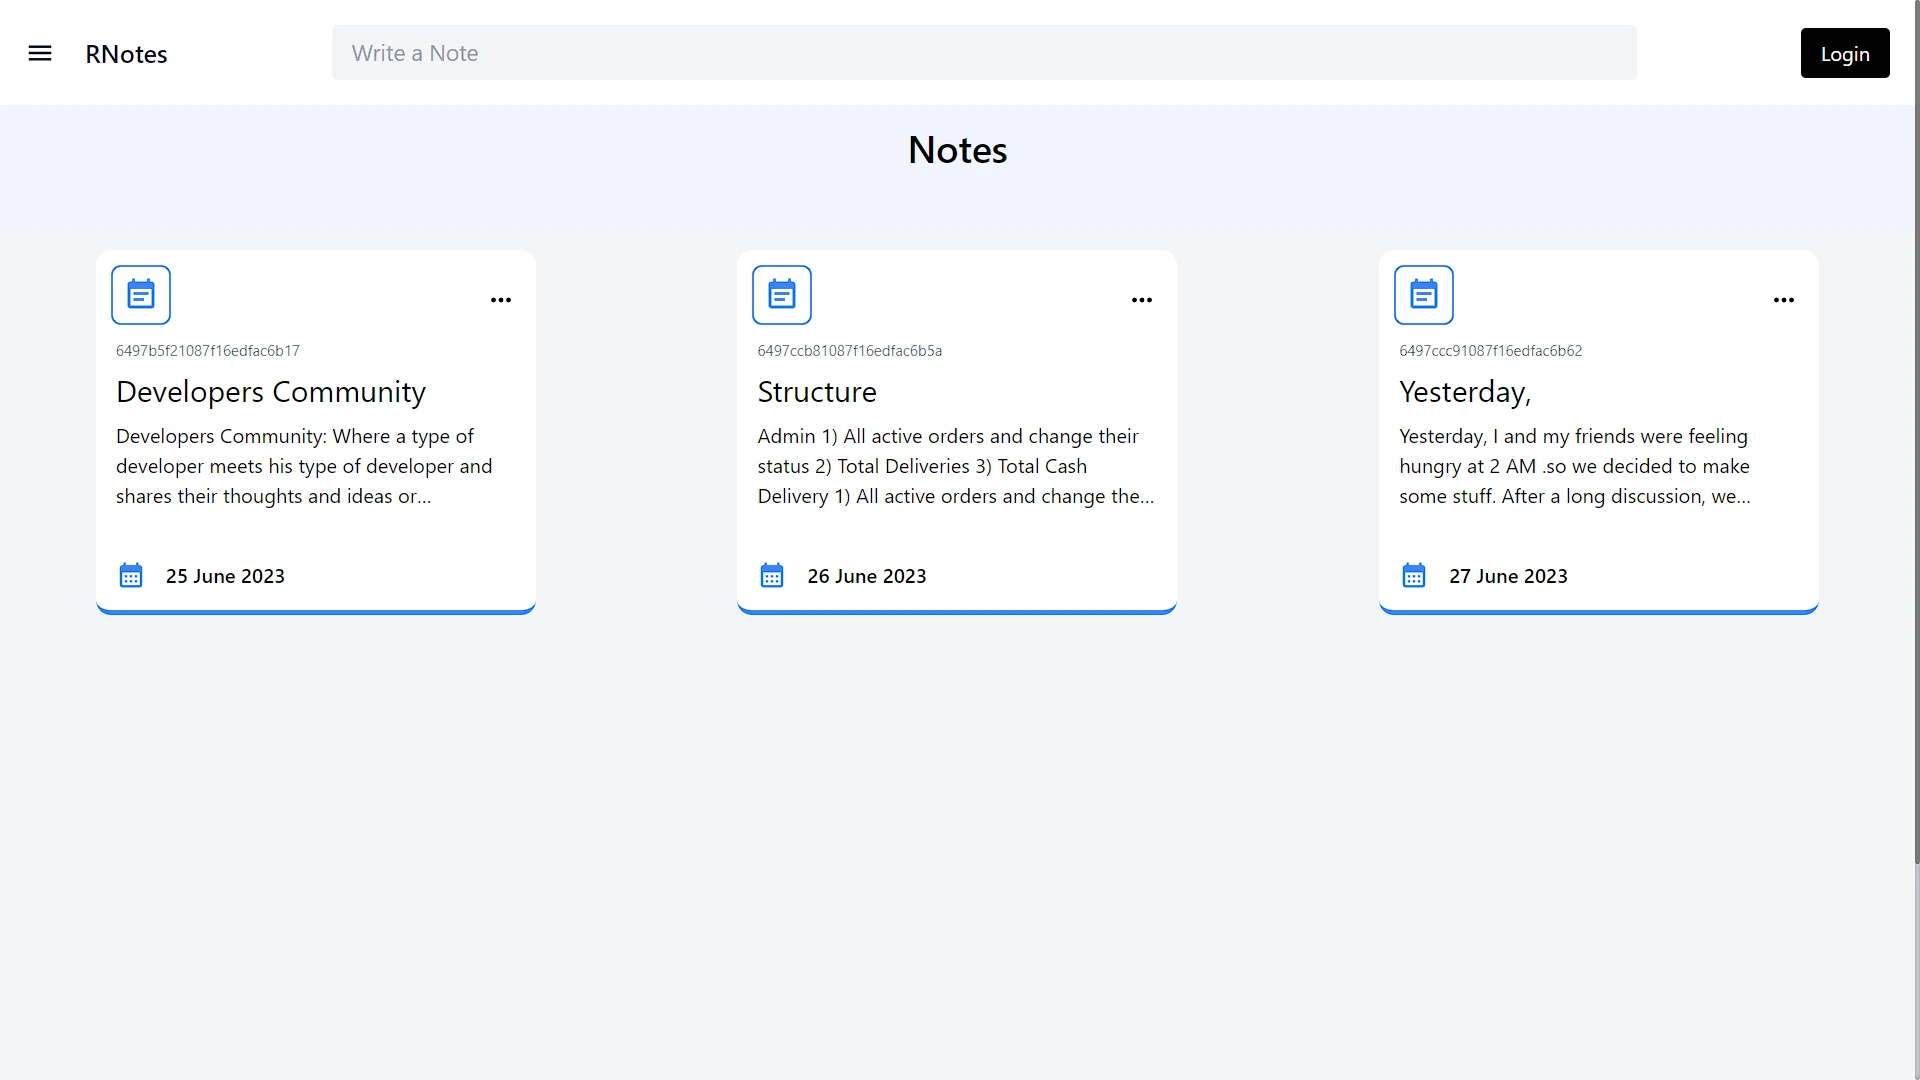 RNotes
Write a Note
Login
Notes
6497b5f21087f16edfac6b17
Developers Community
Developers Community: Where a type of
developer meets his type of developer and
shares their thoughts and ideas or...
25 June 2023
6497ccb81087f16edfac6b5a
Structure
Admin 1) All active orders and change their
status 2) Total Deliveries 3) Total Cash
Delivery 1) All active orders and change the...
26 June 2023
6497ccc91087f16edfac6b62
Yesterday,
Yesterday, I and my friends were feeling
hungry at 2 AM .so we decided to make
some stuff. After a long discussion, we...
27 June 2023